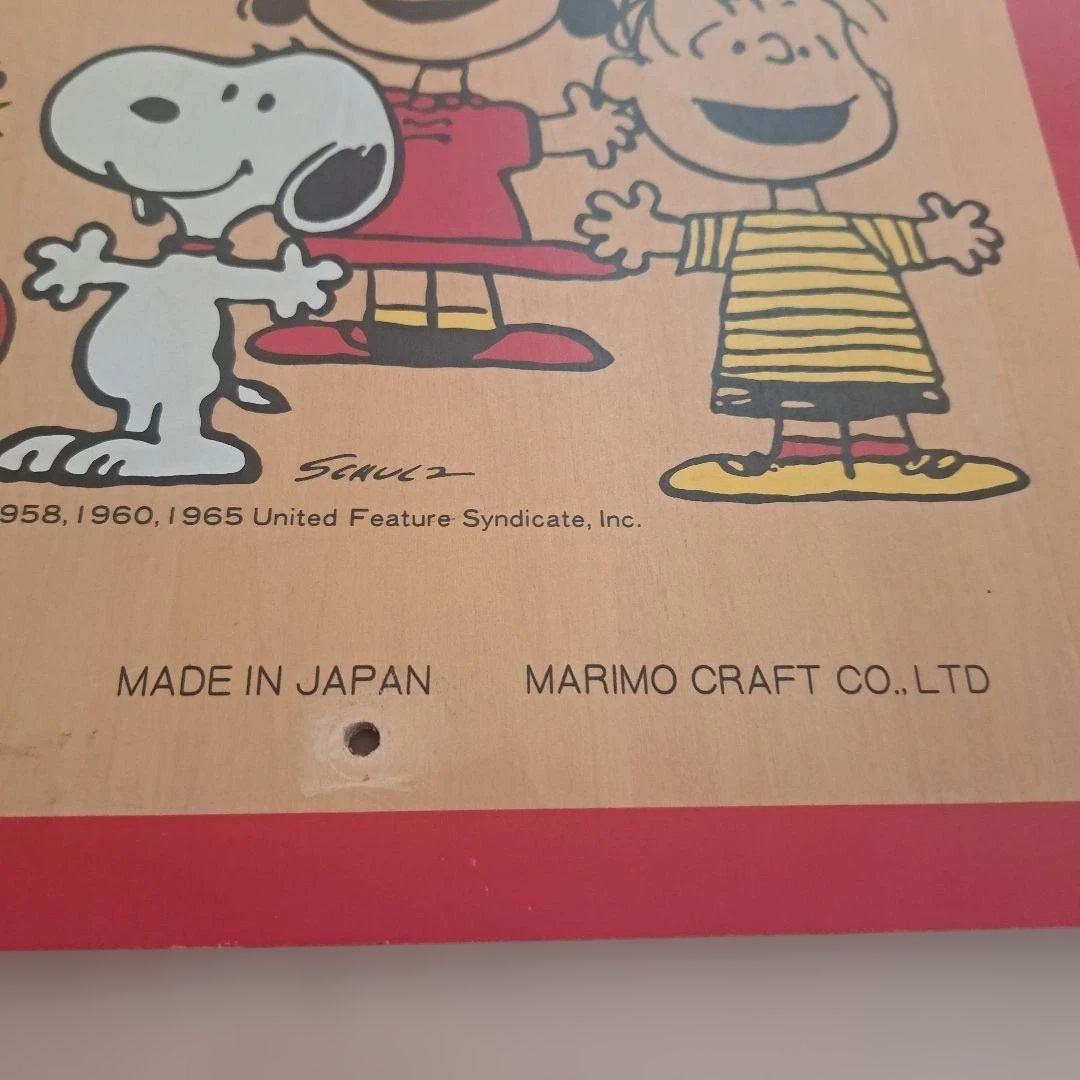 SCHULZ
958, 1960, 1965 United Feature Syndicate, Inc.
MADE IN JAPAN MARIMO CRAFT CO., LTD